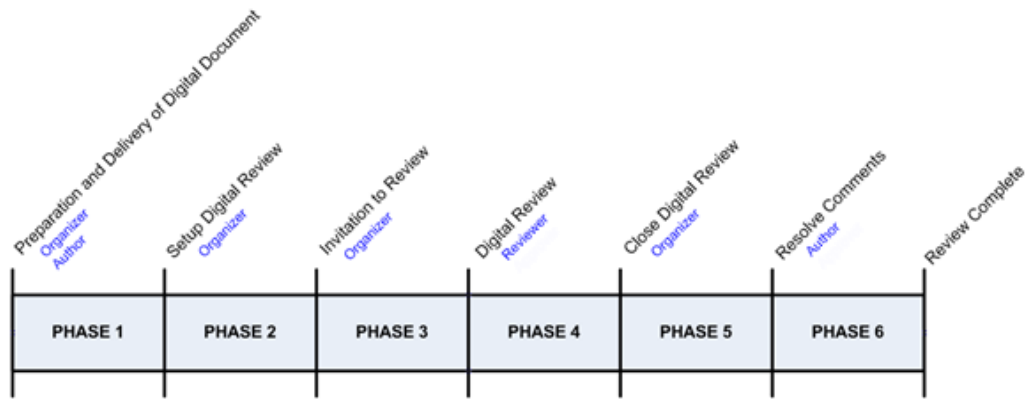 Preparation and Delivery of Digital Document
Organizer
Author
Setup Digital Review
Organizer
Invitation to Review
Organizer
Digital Review
Reviewer
Close Digital Review
Organizer
Resolve Comments
Author
Review Complete
PHASE 1
PHASE 2
PHASE 3
PHASE 4
PHASE 5
PHASE 6